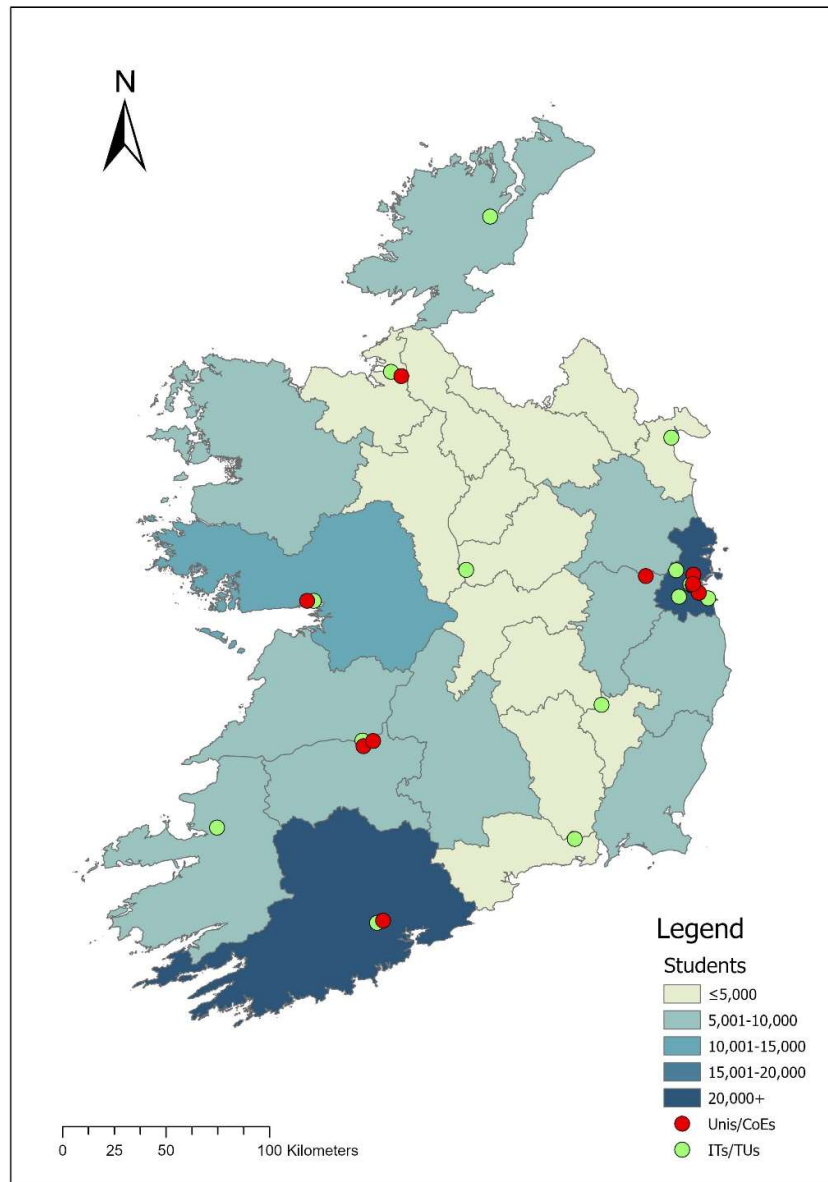 N
Legend
Students
≤5,000
5,001-10,000
10,001-15,000
15,001-20,000
20,000+
Unis/CoEs
ITs/TUs
0 25 50 100 Kilometers